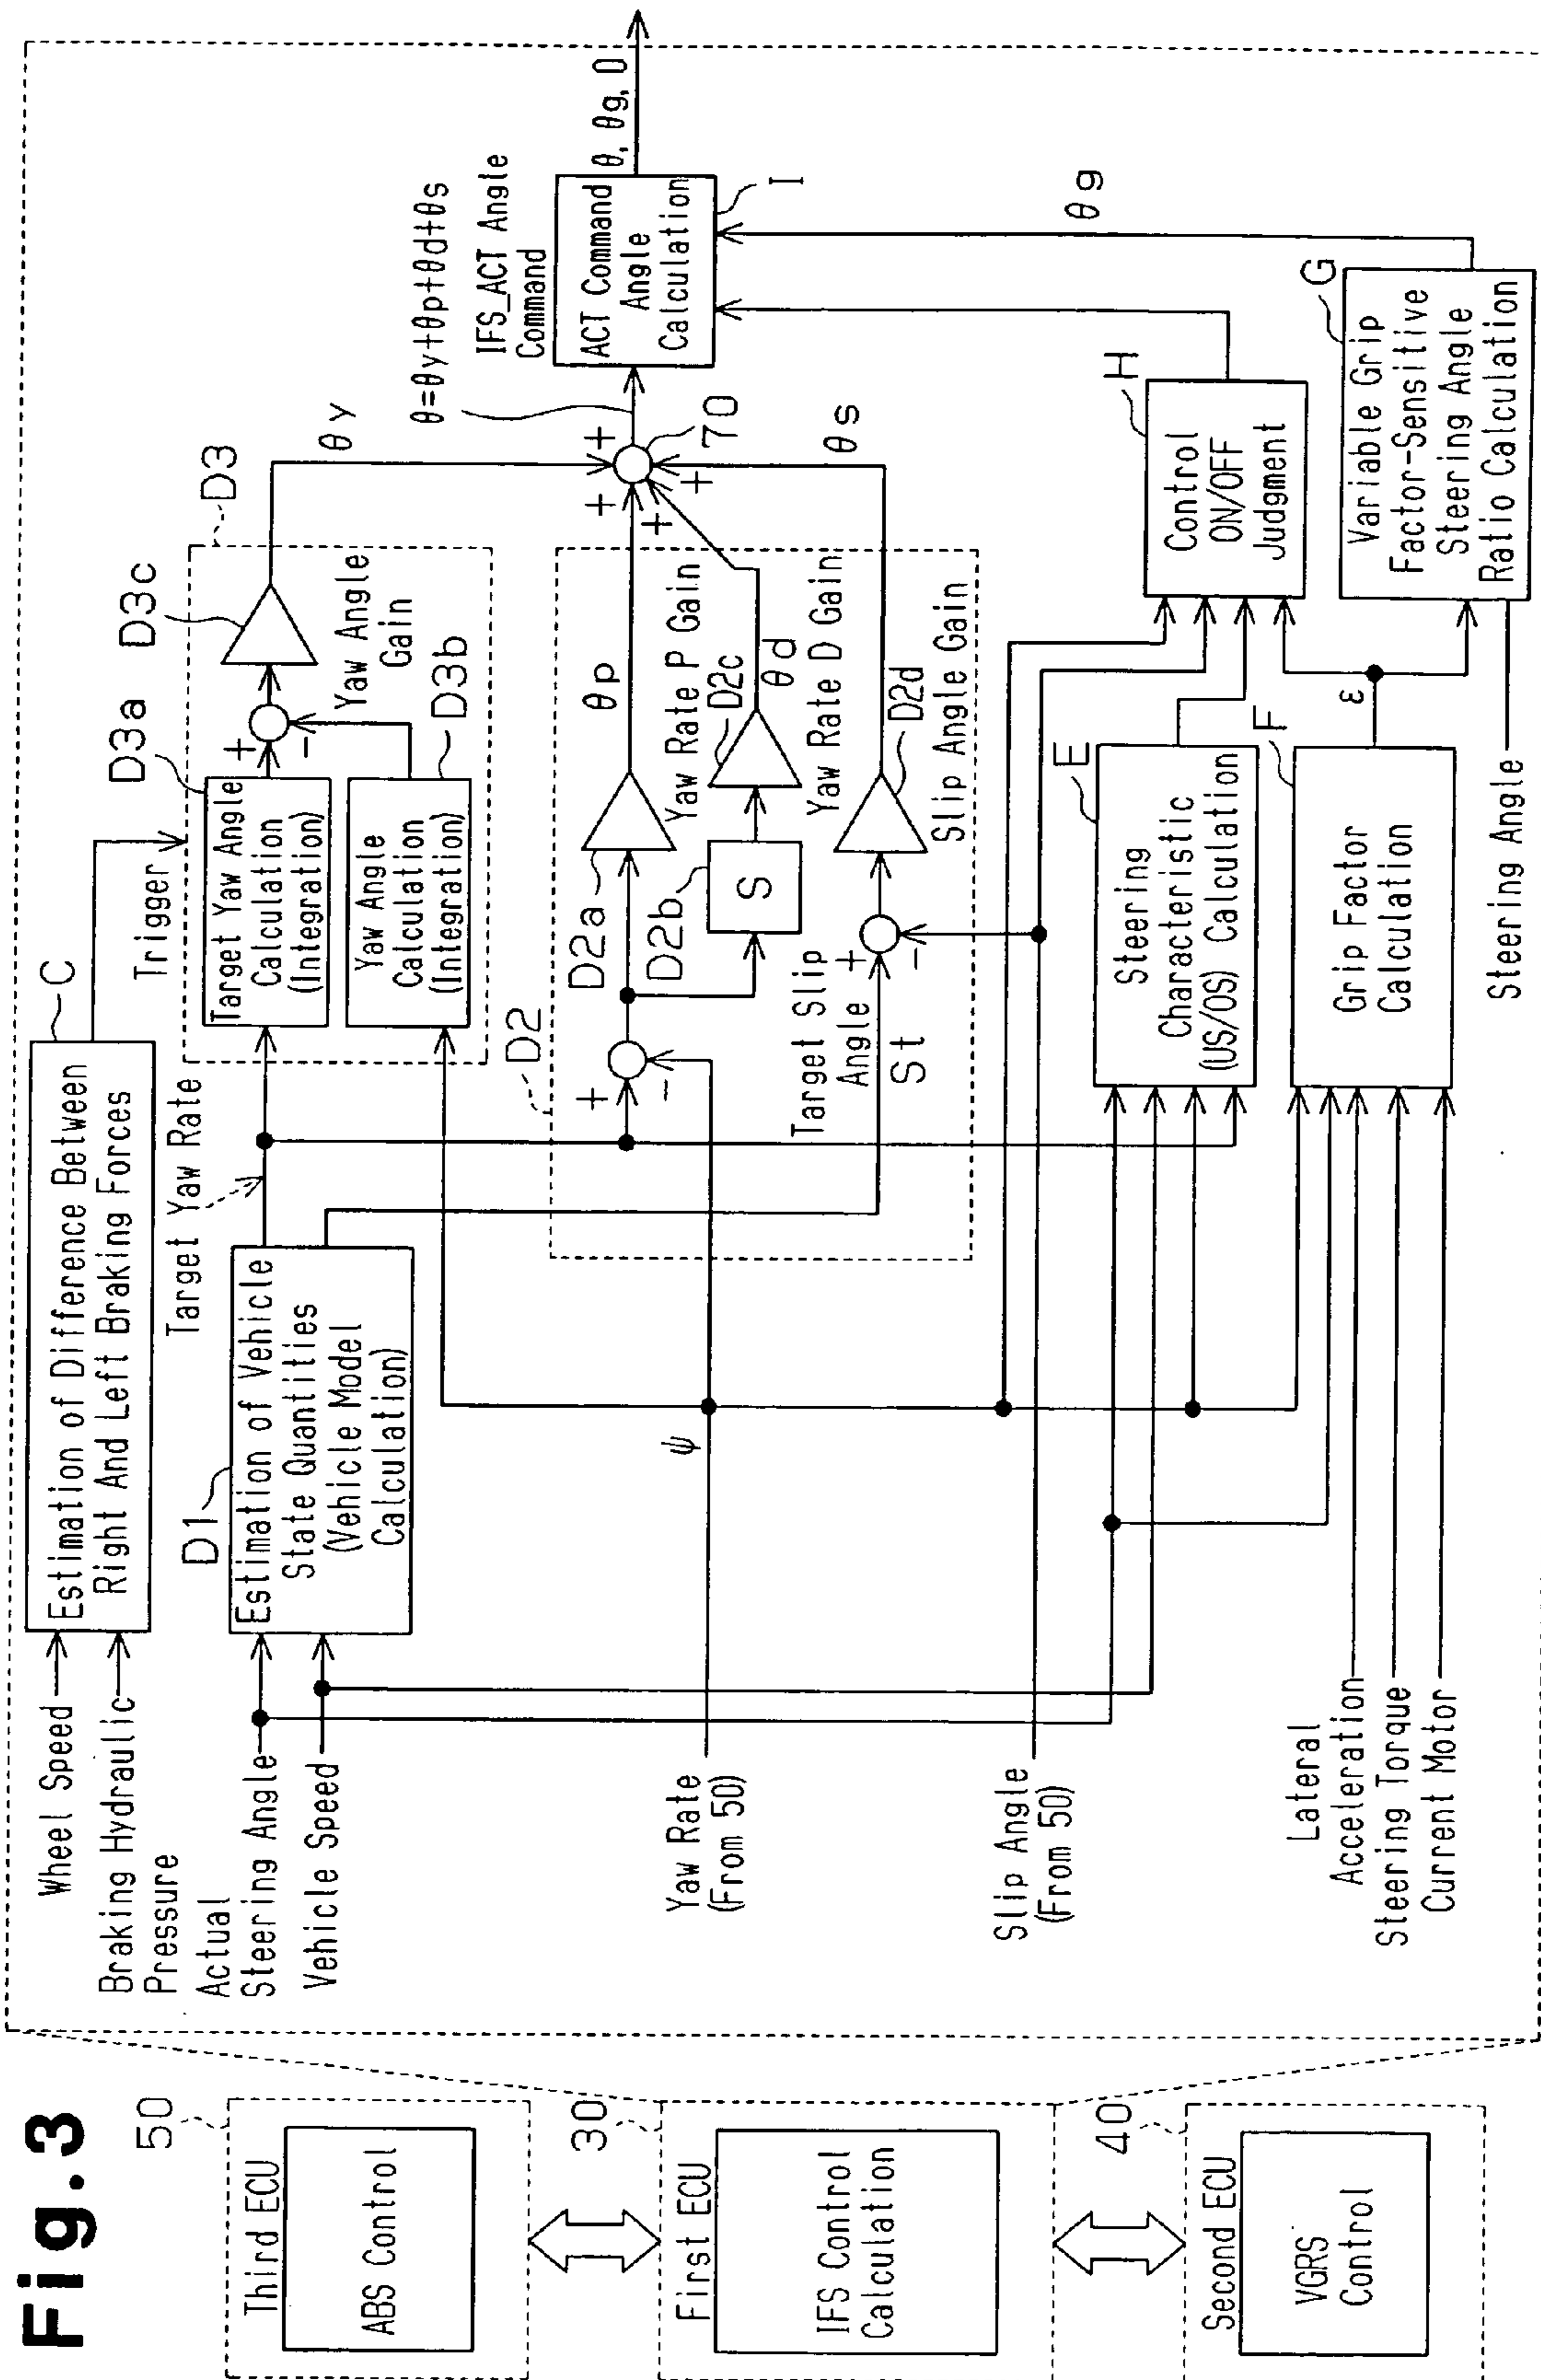 Fig.3
50
Third ECU
ABS Control
30
First ECU
IFS Control
Calculation
40
Second ECU
VGRS
Control
Wheel Speed
Braking Hydraulic
Pressure
Actual
Steering Angle
Vehicle Speed
Yaw Rate
(From 50)
Slip Angle
(From 50)
Lateral
Acceleration
Steering Torque
Current Motor
Steering Angle
C
Estimation of Difference Between
Right And Left Braking Forces
Trigger
D1
Estimation of Vehicle
State Quantities
(Vehicle Model
Calculation)
Target Yaw Rate
ψ
D3
D3a
Target Yaw Angle
Calculation
(Integration)
D3b
Yaw Angle
Calculation
(Integration)
+
-
D3c
Yaw Angle
Gain
θy
D2
+
-
D2a
Yaw Rate P Gain
θp
D2b
S
D2c
Yaw Rate D Gain
θd
Target Slip
Angle
St
+
-
D2d
Slip Angle Gain
θs
+
+
+
+
70
θ=θy+θp+θd+θs
IFS_ACT Angle
Command
ACT Command
Angle
Calculation
I
θ, θg, 0
E
Steering
Characteristic
(US/OS) Calculation
F
Grip Factor
Calculation
ε
H
Control
ON/OFF
Judgment
G
Variable Grip
Factor-Sensitive
Steering Angle
Ratio Calculation
θg